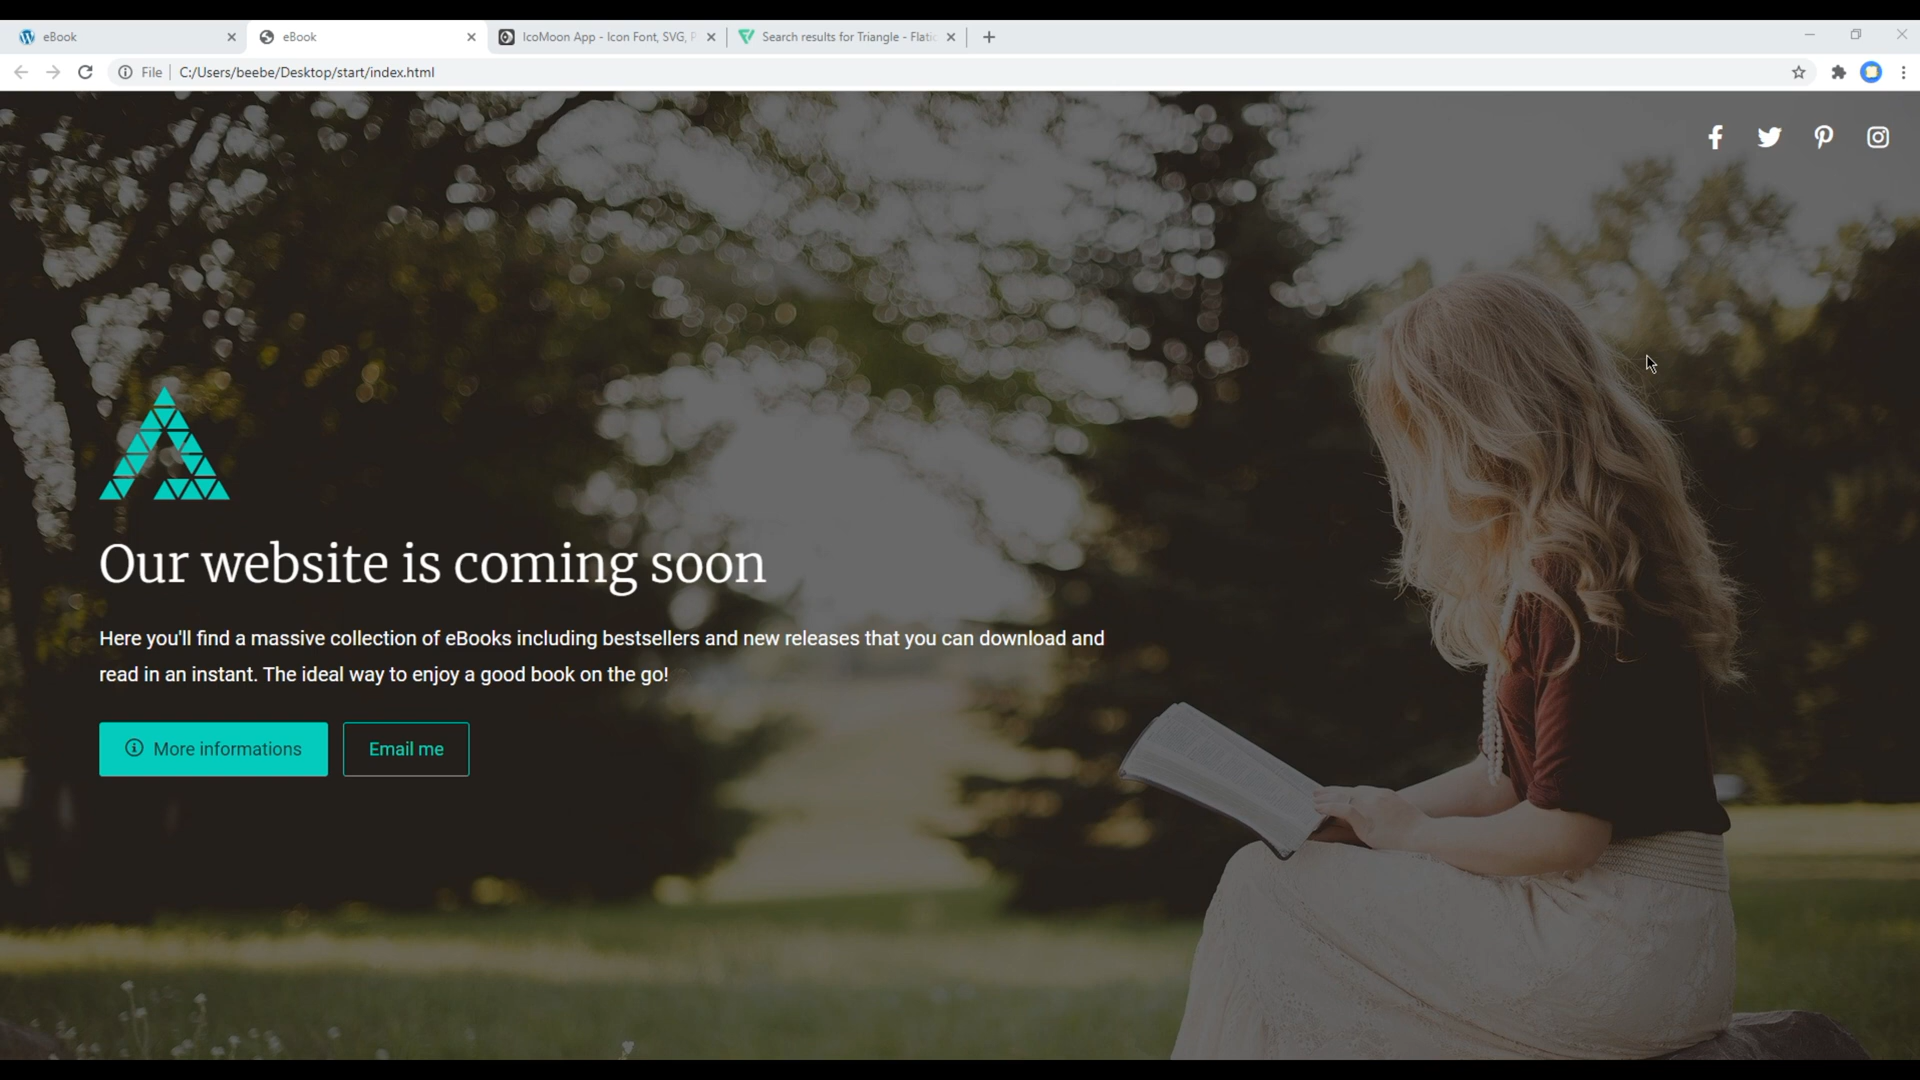 eBook
eBook
IcoMoon App - Icon Font, SVG,
Search results for Triangle - Flatic
File
C:/Users/beebe/Desktop/start/index.html
Our website is coming soon
Here you'll find a massive collection of eBooks including bestsellers and new releases that you can download and
read in an instant. The ideal way to enjoy a good book on the go!
More informations
Email me